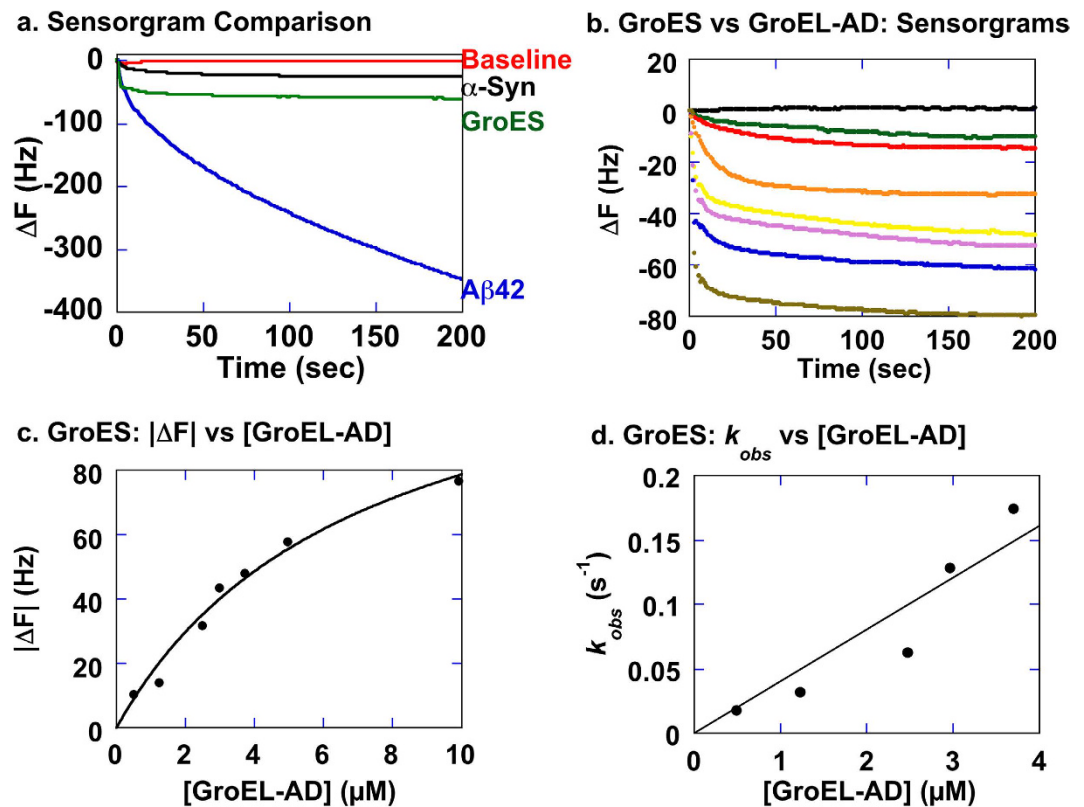 a. Sensorgram Comparison
0
-100
-200
-300
-400
ΔF (Hz)
Baseline
α-Syn
GroES
Aβ42
0 50 100 150 200
Time (sec)
b. GroES vs GroEL-AD: Sensorgrams
20
0
-20
-40
-60
-80
ΔF (Hz)
0 50 100 150 200
Time (sec)
c. GroES: |ΔF| vs [GroEL-AD]
80
60
40
20
0
|ΔF| (Hz)
0 2 4 6 8 10
[GroEL-AD] (μM)
d. GroES: k_obs vs [GroEL-AD]
0.2
0.15
0.1
0.05
0
k_obs (s⁻¹)
0 1 2 3 4
[GroEL-AD] (μM)